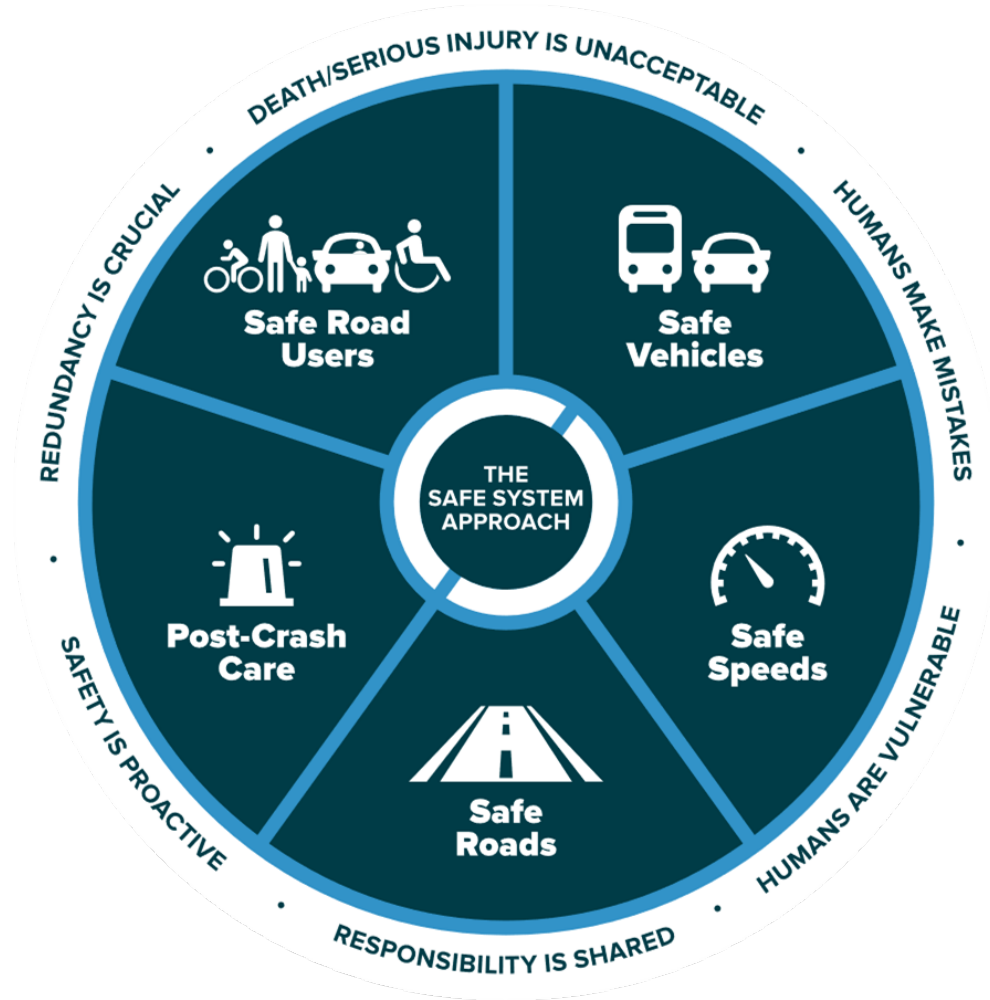 DEATH/SERIOUS INJURY IS UNACCEPTABLE
HUMANS MAKE MISTAKES
HUMANS ARE VULNERABLE
RESPONSIBILITY IS SHARED
SAFETY IS PROACTIVE
REDUNDANCY IS CRUCIAL
Safe Road
Users
Safe
Vehicles
Safe
Speeds
Safe
Roads
Post-Crash
Care
THE
SAFE SYSTEM
APPROACH